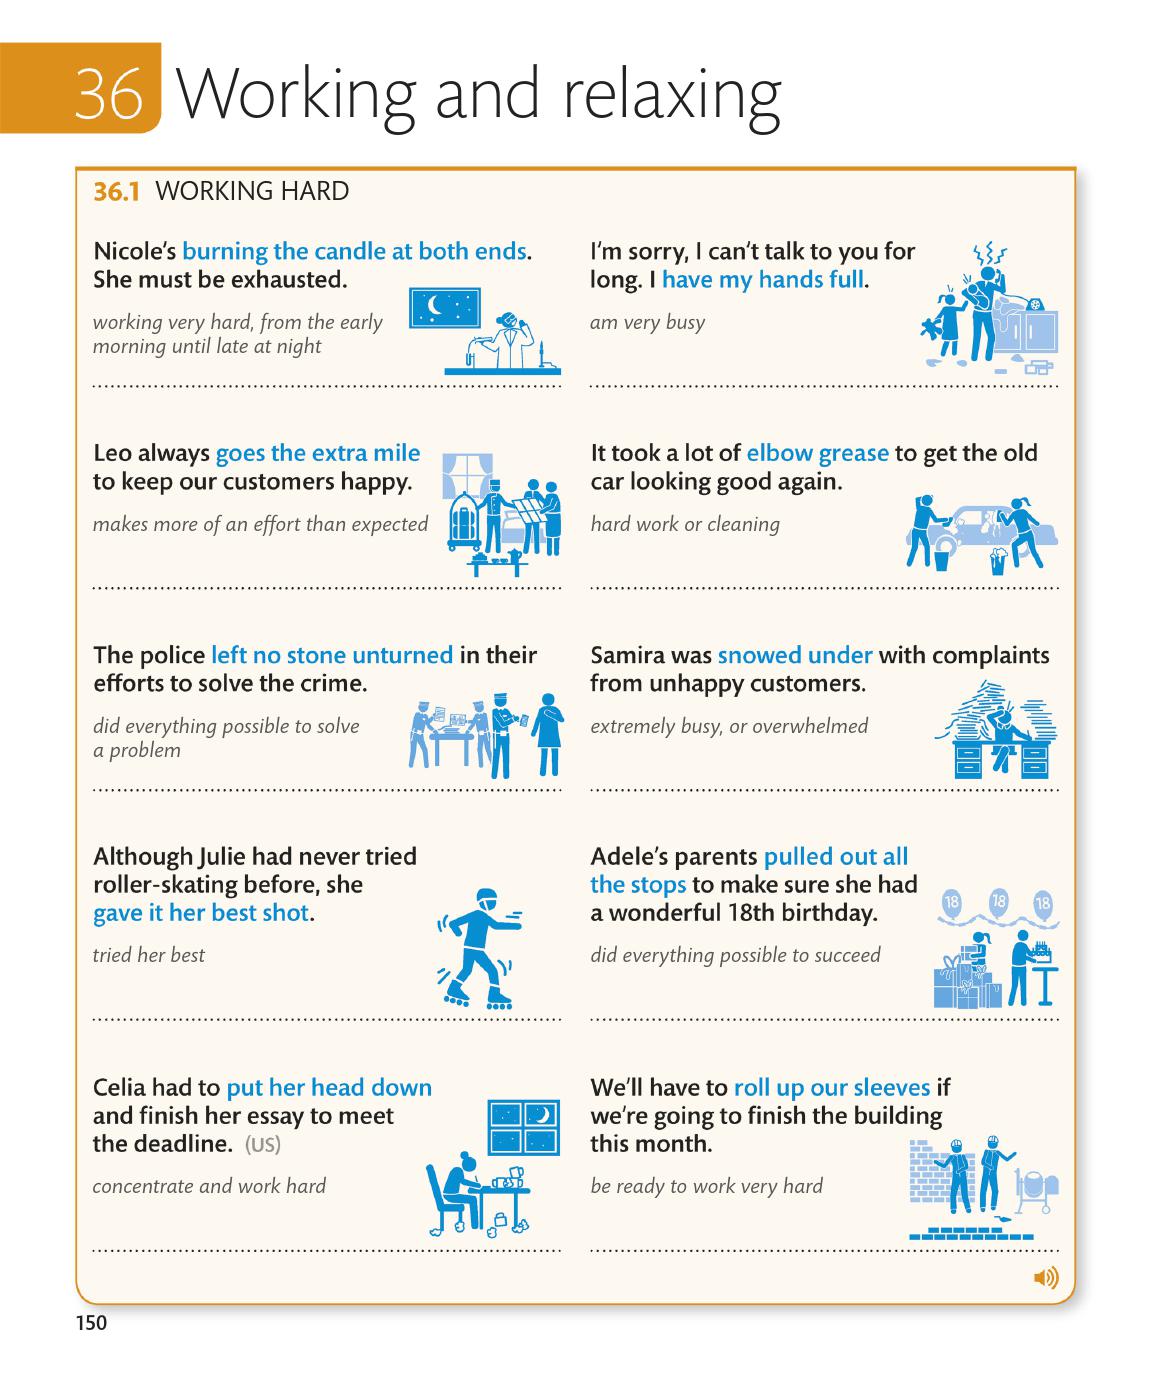 36 Working and relaxing
36.1 WORKING HARD
Nicole's burning the candle at both ends.
She must be exhausted.
working very hard, from the early
morning until late at night
I'm sorry, I can't talk to you for
long. I have my hands full.
am very busy
Leo always goes the extra mile
to keep our customers happy.
makes more of an effort than expected
It took a lot of elbow grease to get the old
car looking good again.
hard work or cleaning
The police left no stone unturned in their
efforts to solve the crime.
did everything possible to solve
a problem
Samira was snowed under with complaints
from unhappy customers.
extremely busy, or overwhelmed
Although Julie had never tried
roller-skating before, she
gave it her best shot.
tried her best
Adele's parents pulled out all
the stops to make sure she had
a wonderful 18th birthday.
did everything possible to succeed
18 18 18
Celia had to put her head down
and finish her essay to meet
the deadline. (US)
concentrate and work hard
We'll have to roll up our sleeves if
we're going to finish the building
this month.
be ready to work very hard
150